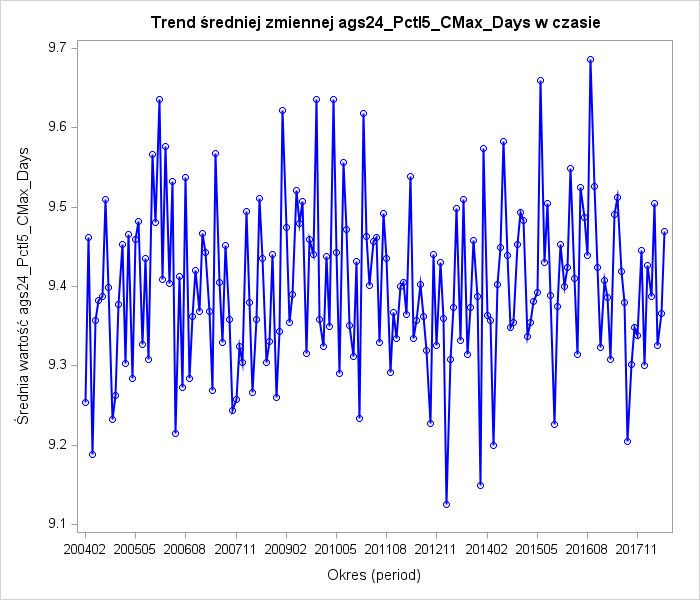 Trend średniej zmiennej ags24_Pctl5_CMax_Days w czasie
Średnia wartość ags24_Pctl5_CMax_Days
9.7
9.6
9.5
9.4
9.3
9.2
9.1
200402 200505 200608 200711 200902 201005 201108 201211 201402 201505 201608 201711
Okres (period)